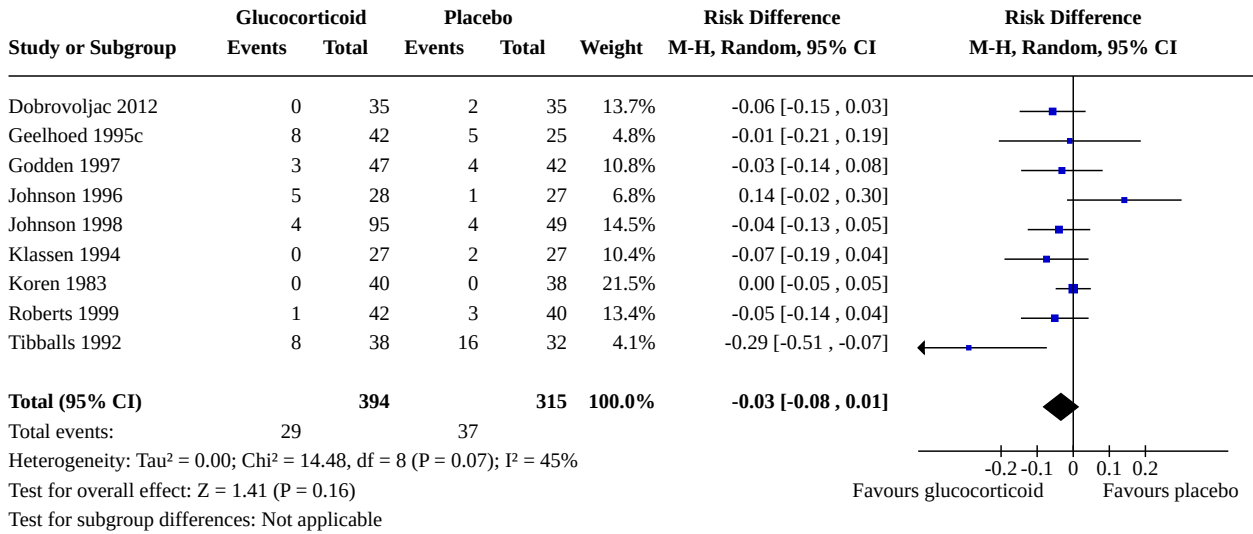 Glucocorticoid Placebo Risk Difference Risk Difference
Study or Subgroup Events Total Events Total Weight M-H, Random, 95% CI M-H, Random, 95% CI
Dobrovoljac 2012 0 35 2 35 13.7% -0.06 [-0.15 , 0.03]
Geelhoed 1995c 8 42 5 25 4.8% -0.01 [-0.21 , 0.19]
Godden 1997 3 47 4 42 10.8% -0.03 [-0.14 , 0.08]
Johnson 1996 5 28 1 27 6.8% 0.14 [-0.02 , 0.30]
Johnson 1998 4 95 4 49 14.5% -0.04 [-0.13 , 0.05]
Klassen 1994 0 27 2 27 10.4% -0.07 [-0.19 , 0.04]
Koren 1983 0 40 0 38 21.5% 0.00 [-0.05 , 0.05]
Roberts 1999 1 42 3 40 13.4% -0.05 [-0.14 , 0.04]
Tibballs 1992 8 38 16 32 4.1% -0.29 [-0.51 , -0.07]
Total (95% CI) 394 315 100.0% -0.03 [-0.08 , 0.01]
Total events: 29 37
Heterogeneity: Tau² = 0.00; Chi² = 14.48, df = 8 (P = 0.07); I² = 45%
-0.2 -0.1 0 0.1 0.2
Test for overall effect: Z = 1.41 (P = 0.16)
Favours glucocorticoid Favours placebo
Test for subgroup differences: Not applicable